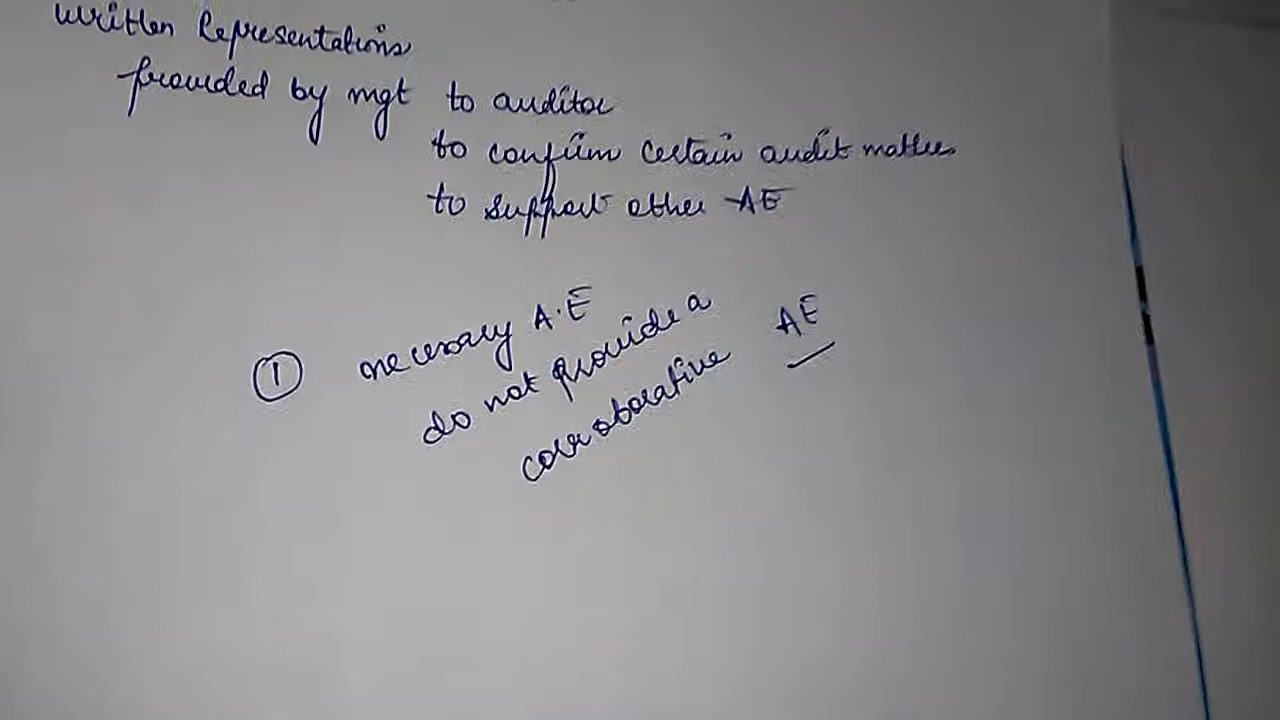 Written Representations
provided by mgt to auditor
to confirm certain audit matter
to support other AE
① necessary A.E
do not provide a
corroborative AE